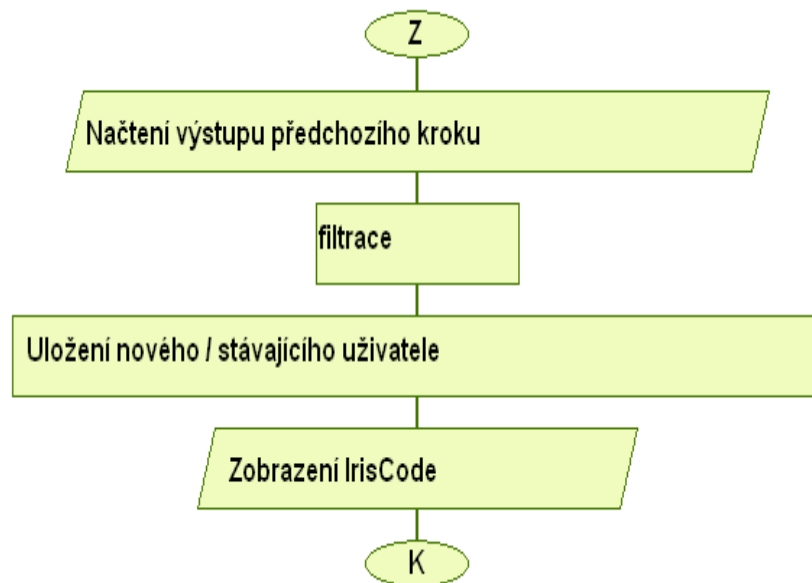 Z
Načtení výstupu předchozího kroku
filtrace
Uložení nového / stávajícího uživatele
Zobrazení IrisCode
K